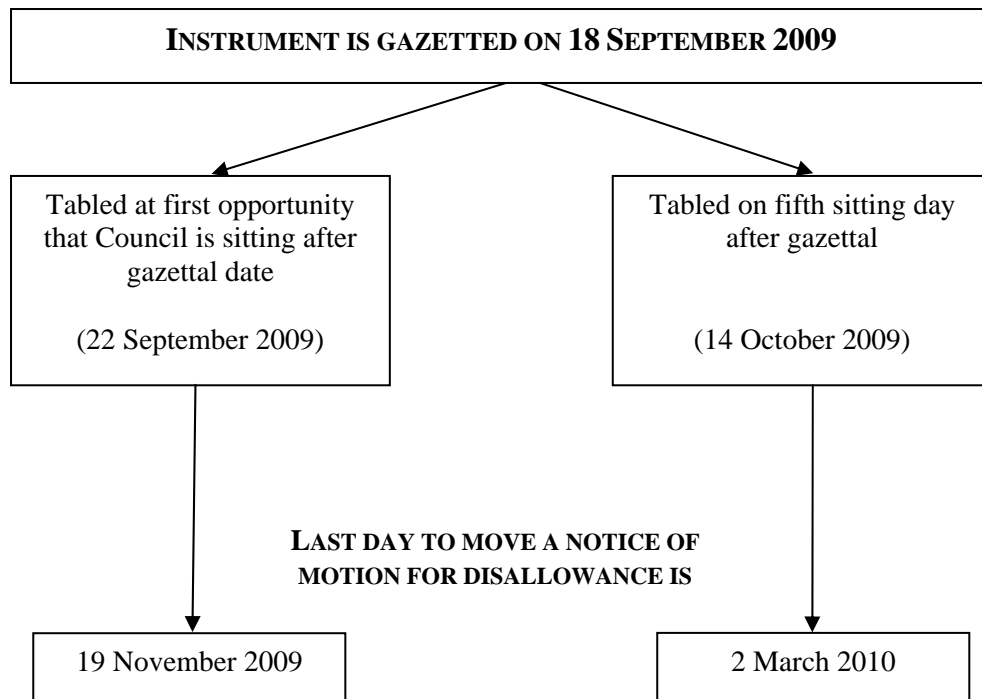 INSTRUMENT IS GAZETTED ON 18 SEPTEMBER 2009
Tabled at first opportunity
that Council is sitting after
gazettal date
(22 September 2009)
Tabled on fifth sitting day
after gazettal
(14 October 2009)
LAST DAY TO MOVE A NOTICE OF
MOTION FOR DISALLOWANCE IS
19 November 2009
2 March 2010